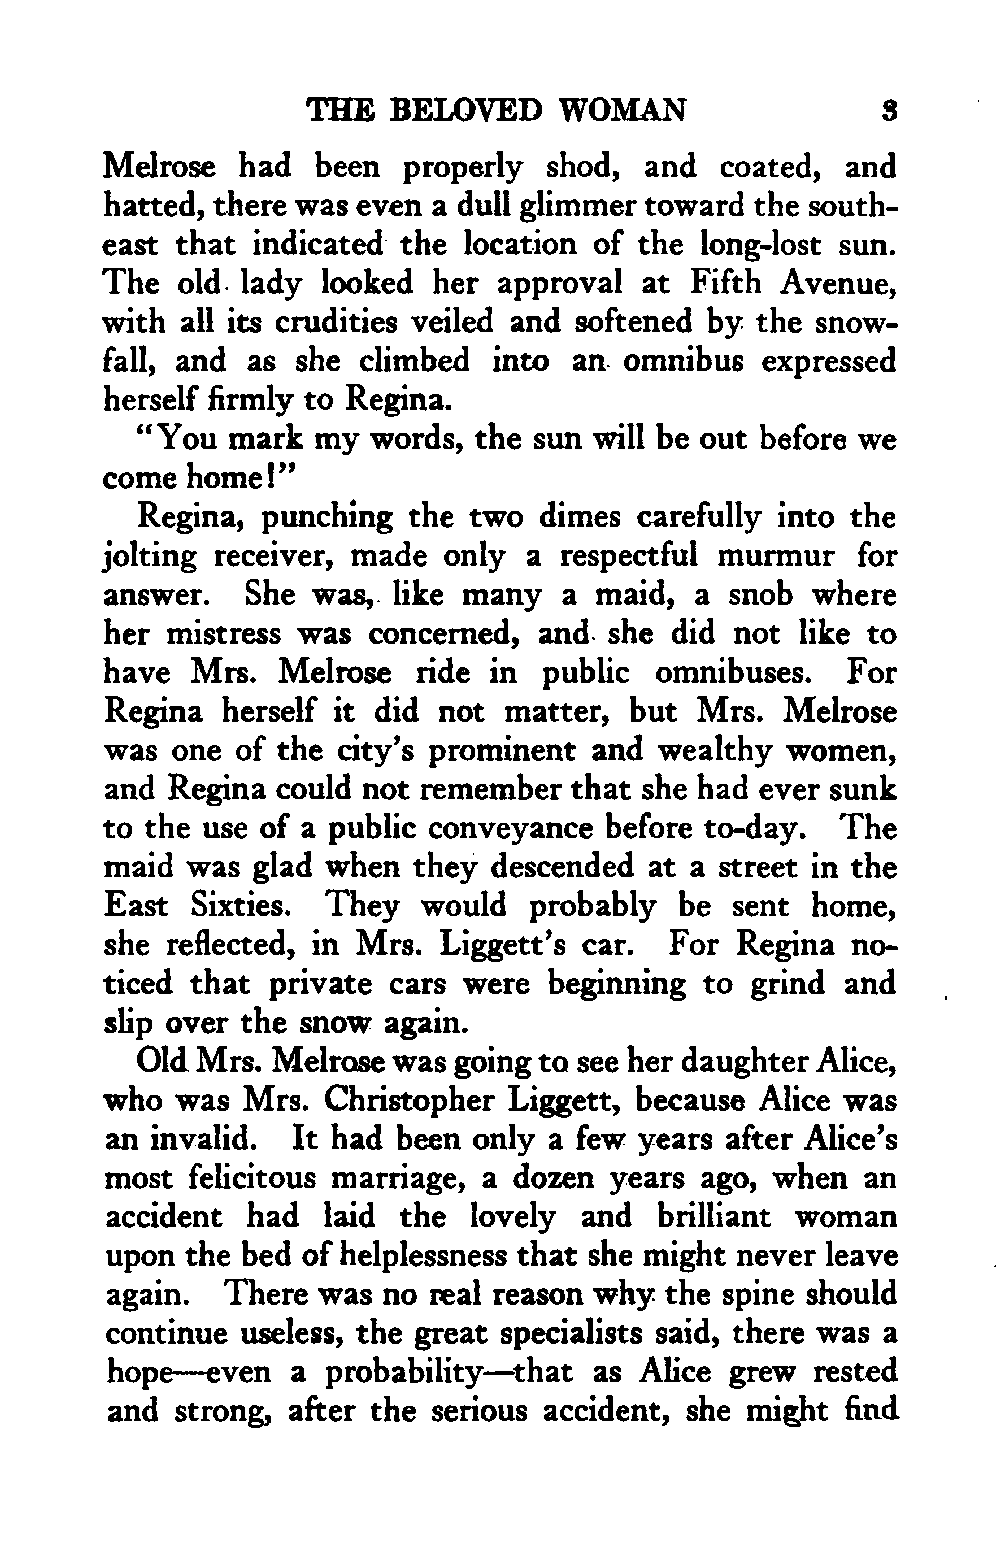 THE BELOVED WOMAN 3
Melrose had been properly shod, and coated, and
hatted, there was even a dull glimmer toward the south-
east that indicated the location of the long-lost sun.
The old lady looked her approval at Fifth Avenue,
with all its crudities veiled and softened by the snow-
fall, and as she climbed into an omnibus expressed
herself firmly to Regina.
"You mark my words, the sun will be out before we
come home!"
Regina, punching the two dimes carefully into the
jolting receiver, made only a respectful murmur for
answer. She was, like many a maid, a snob where
her mistress was concerned, and she did not like to
have Mrs. Melrose ride in public omnibuses. For
Regina herself it did not matter, but Mrs. Melrose
was one of the city's prominent and wealthy women,
and Regina could not remember that she had ever sunk
to the use of a public conveyance before to-day. The
maid was glad when they descended at a street in the
East Sixties. They would probably be sent home,
she reflected, in Mrs. Liggett's car. For Regina no-
ticed that private cars were beginning to grind and
slip over the snow again.
Old Mrs. Melrose was going to see her daughter Alice,
who was Mrs. Christopher Liggett, because Alice was
an invalid. It had been only a few years after Alice's
most felicitous marriage, a dozen years ago, when an
accident had laid the lovely and brilliant woman
upon the bed of helplessness that she might never leave
again. There was no real reason why the spine should
continue useless, the great specialists said, there was a
hope—even a probability—that as Alice grew rested
and strong, after the serious accident, she might find